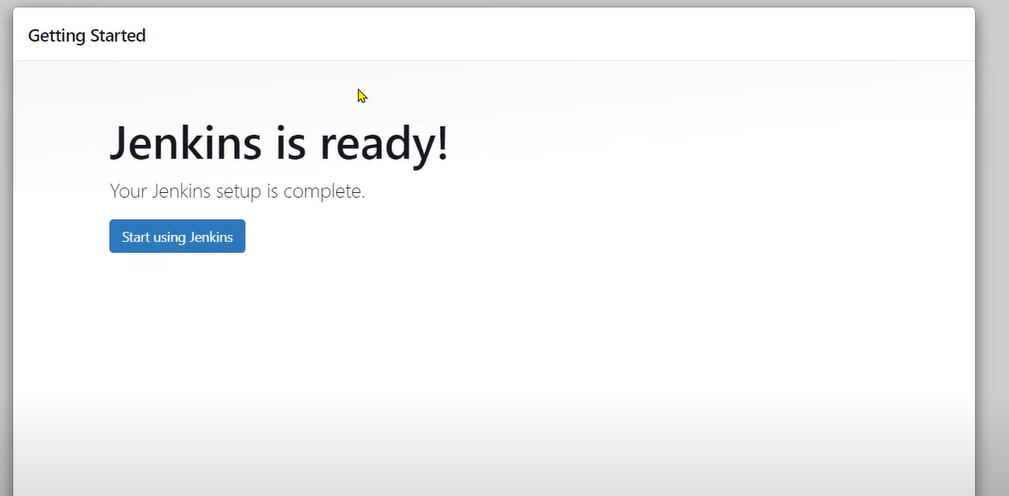 Getting Started
Jenkins is ready!
Your Jenkins setup is complete.
Start using Jenkins